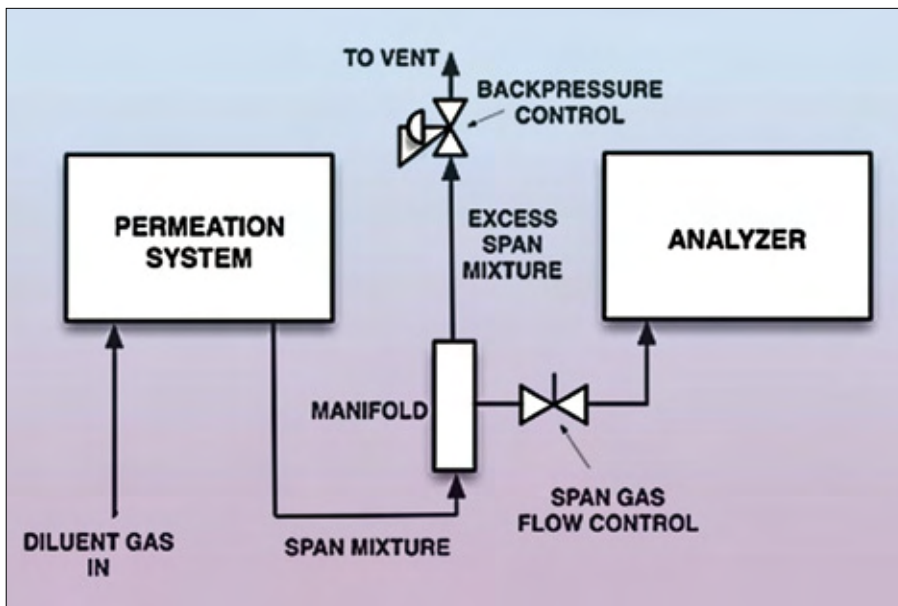 TO VENT
BACKPRESSURE
CONTROL
PERMEATION
SYSTEM
EXCESS
SPAN
MIXTURE
ANALYZER
MANIFOLD
SPAN GAS
FLOW CONTROL
DILUENT GAS
IN
SPAN MIXTURE